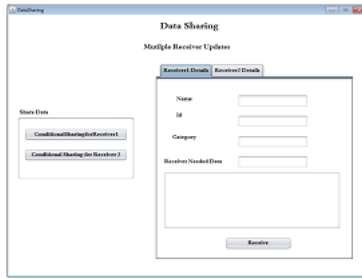 DataSharing
Data Sharing
Mutilple Receiver Updates
Receiver1 Details Receiver2 Details
Name
Id
Share Data
ConditionalSharingforReceiver1
Category
Conditional Sharing for Receiver 2
Receiver Needed Data
Receive